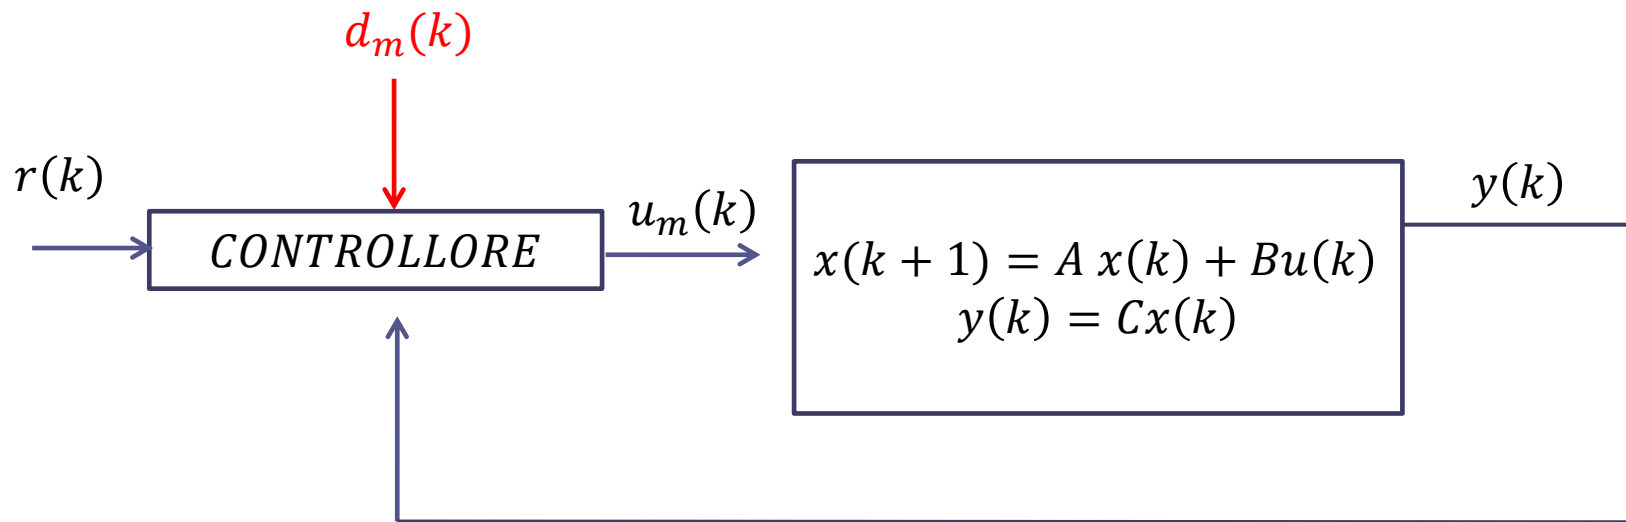 d_m(k)
r(k)
CONTROLLORE
u_m(k)
x(k + 1) = A x(k) + Bu(k)
y(k) = Cx(k)
y(k)